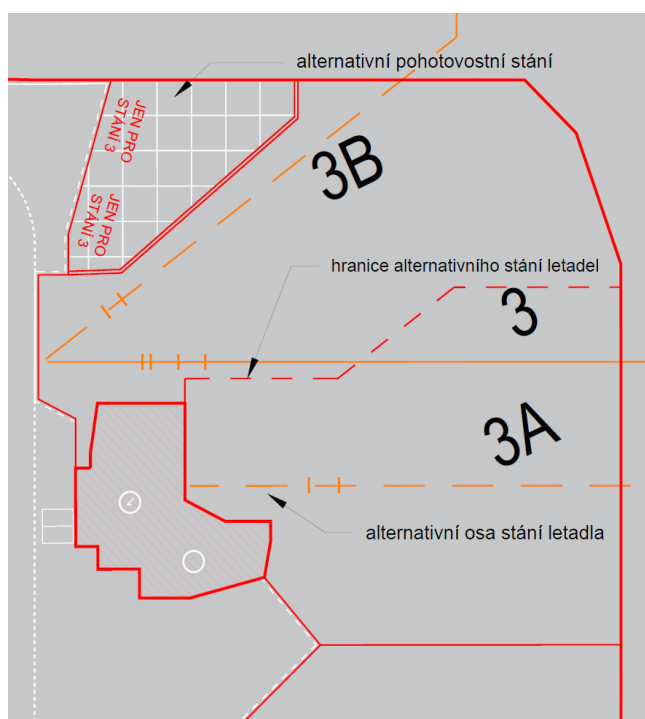 alternativní pohotovostní stání
JEN PRO
STÁNÍ 3
3B
JEN PRO
STÁNÍ 3
hranice alternativního stání letadel
3
3A
alternativní osa stání letadla